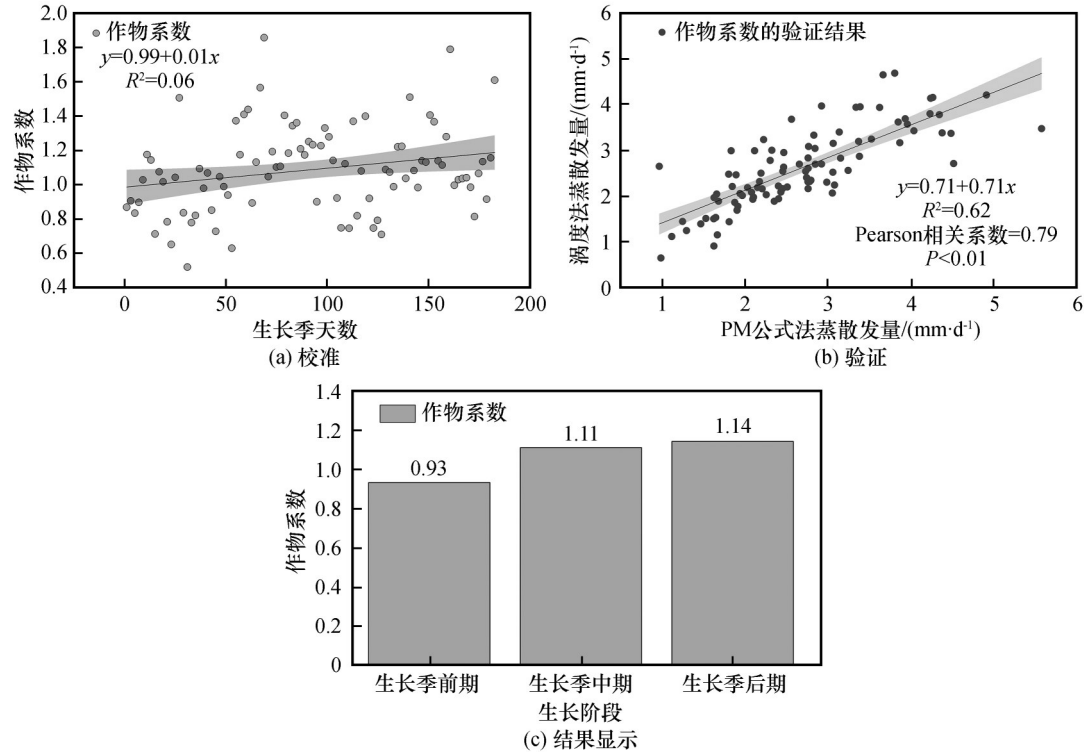 作物系数
y=0.99+0.01x
R²=0.06
2.0
1.8
1.6
1.4
1.2
1.0
0.8
0.6
0.4
作物系数
0
50
100
150
200
生长季天数
(a) 校准
作物系数的验证结果
6
5
4
3
2
1
0
涡度法蒸散发量/(mm·d⁻¹)
y=0.71+0.71x
R²=0.62
Pearson相关系数=0.79
P<0.01
1
2
3
4
5
6
PM公式法蒸散发量/(mm·d⁻¹)
(b) 验证
作物系数
1.4
1.2
1.0
0.8
0.6
0.4
0.2
0
作物系数
0.93
1.11
1.14
生长季前期
生长季中期
生长季后期
生长阶段
(c) 结果显示